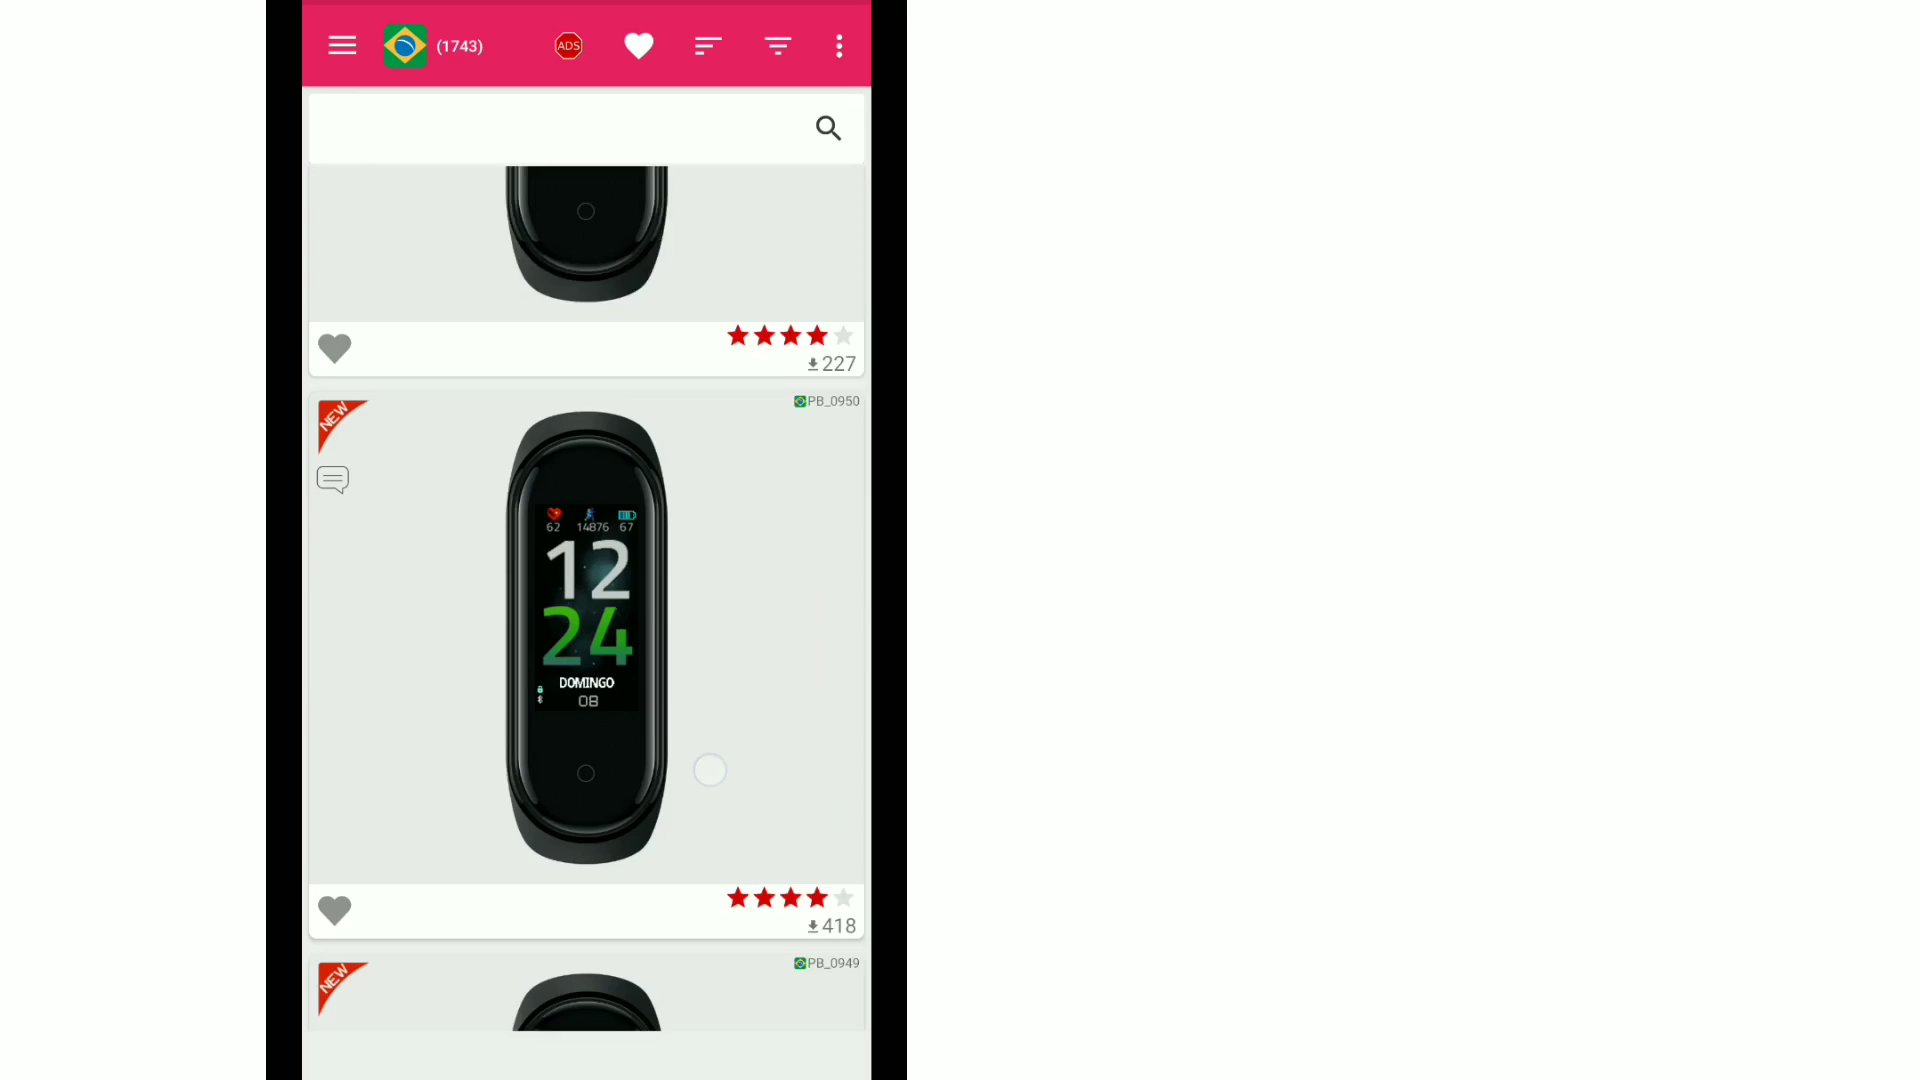 (1743)
ADS
227
NEW
PB_0950
62 14876 67
12
24
DOMINGO
08
418
NEW
PB_0949